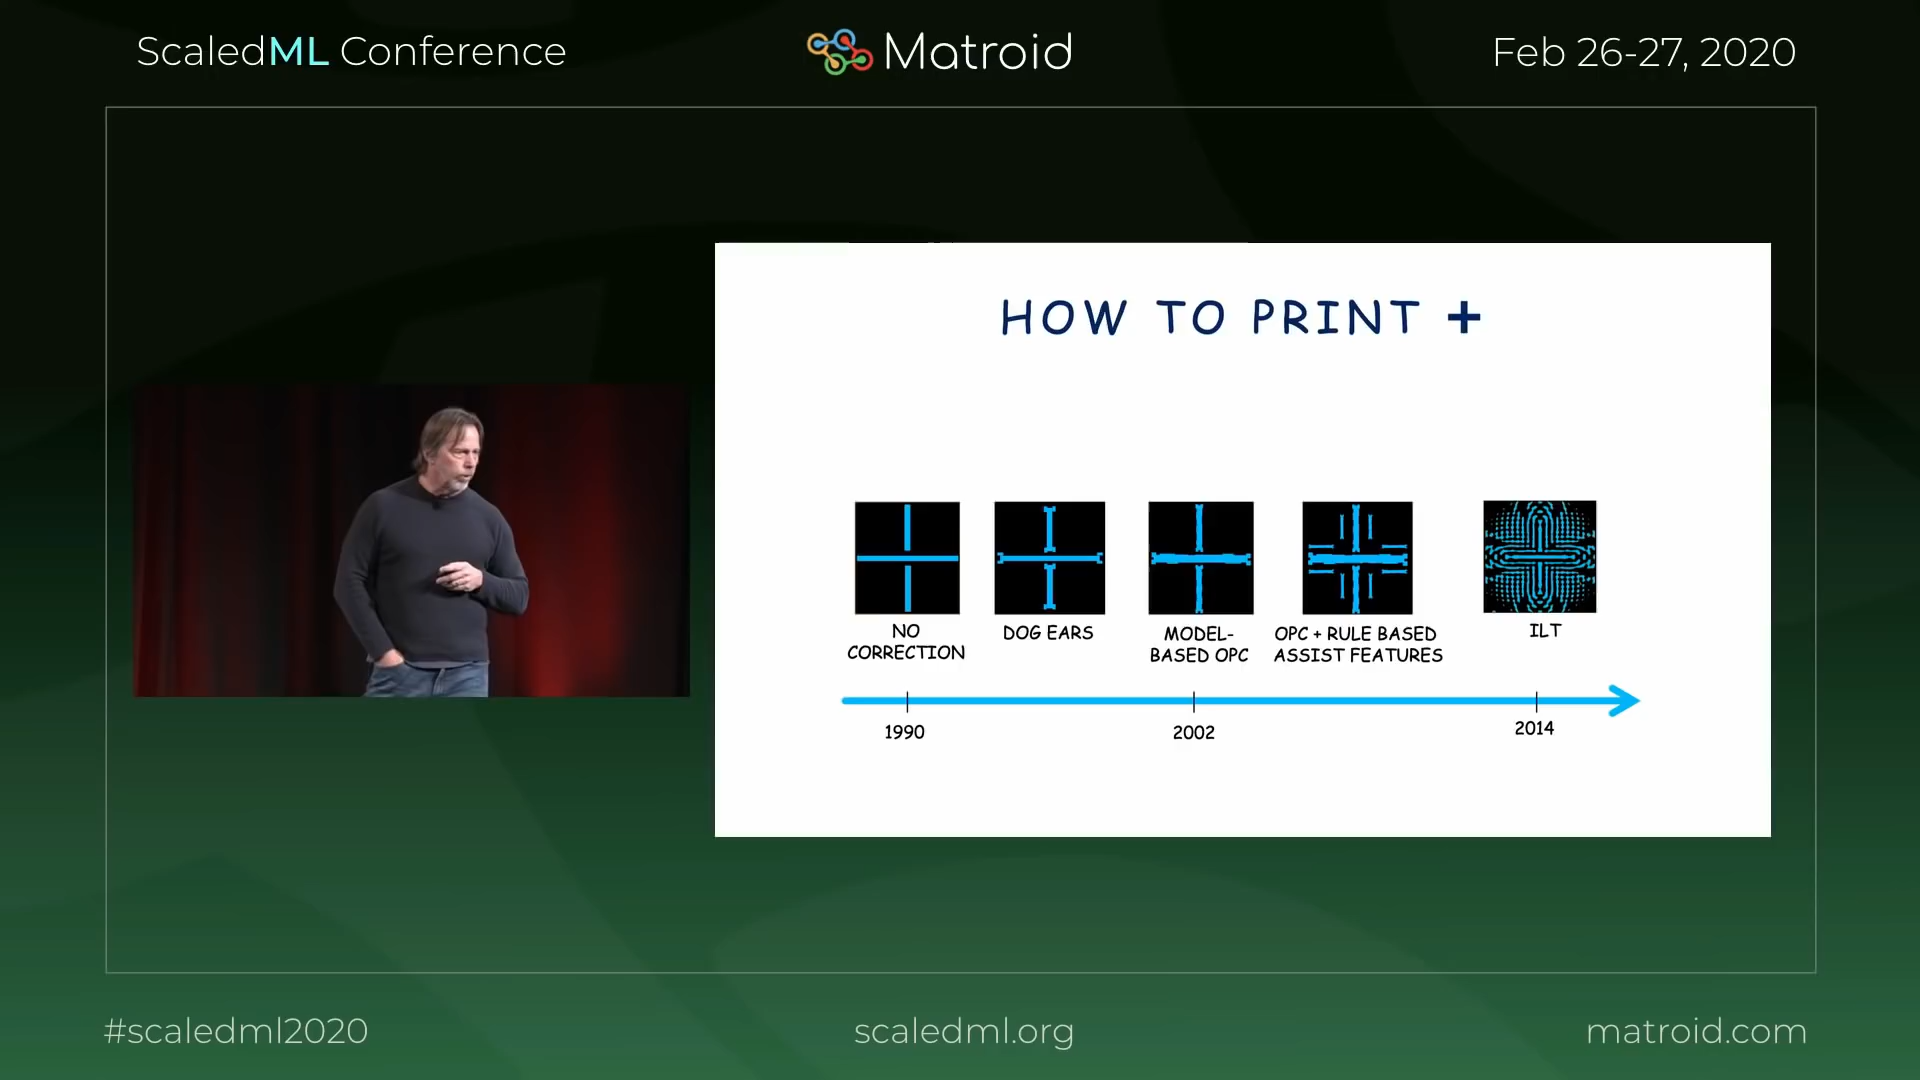 ScaledML Conference
Matroid
Feb 26-27, 2020
HOW TO PRINT +
NO
CORRECTION
DOG EARS
MODEL-
BASED OPC
OPC + RULE BASED
ASSIST FEATURES
ILT
1990
2002
2014
#scaledml2020
scaledml.org
matroid.com